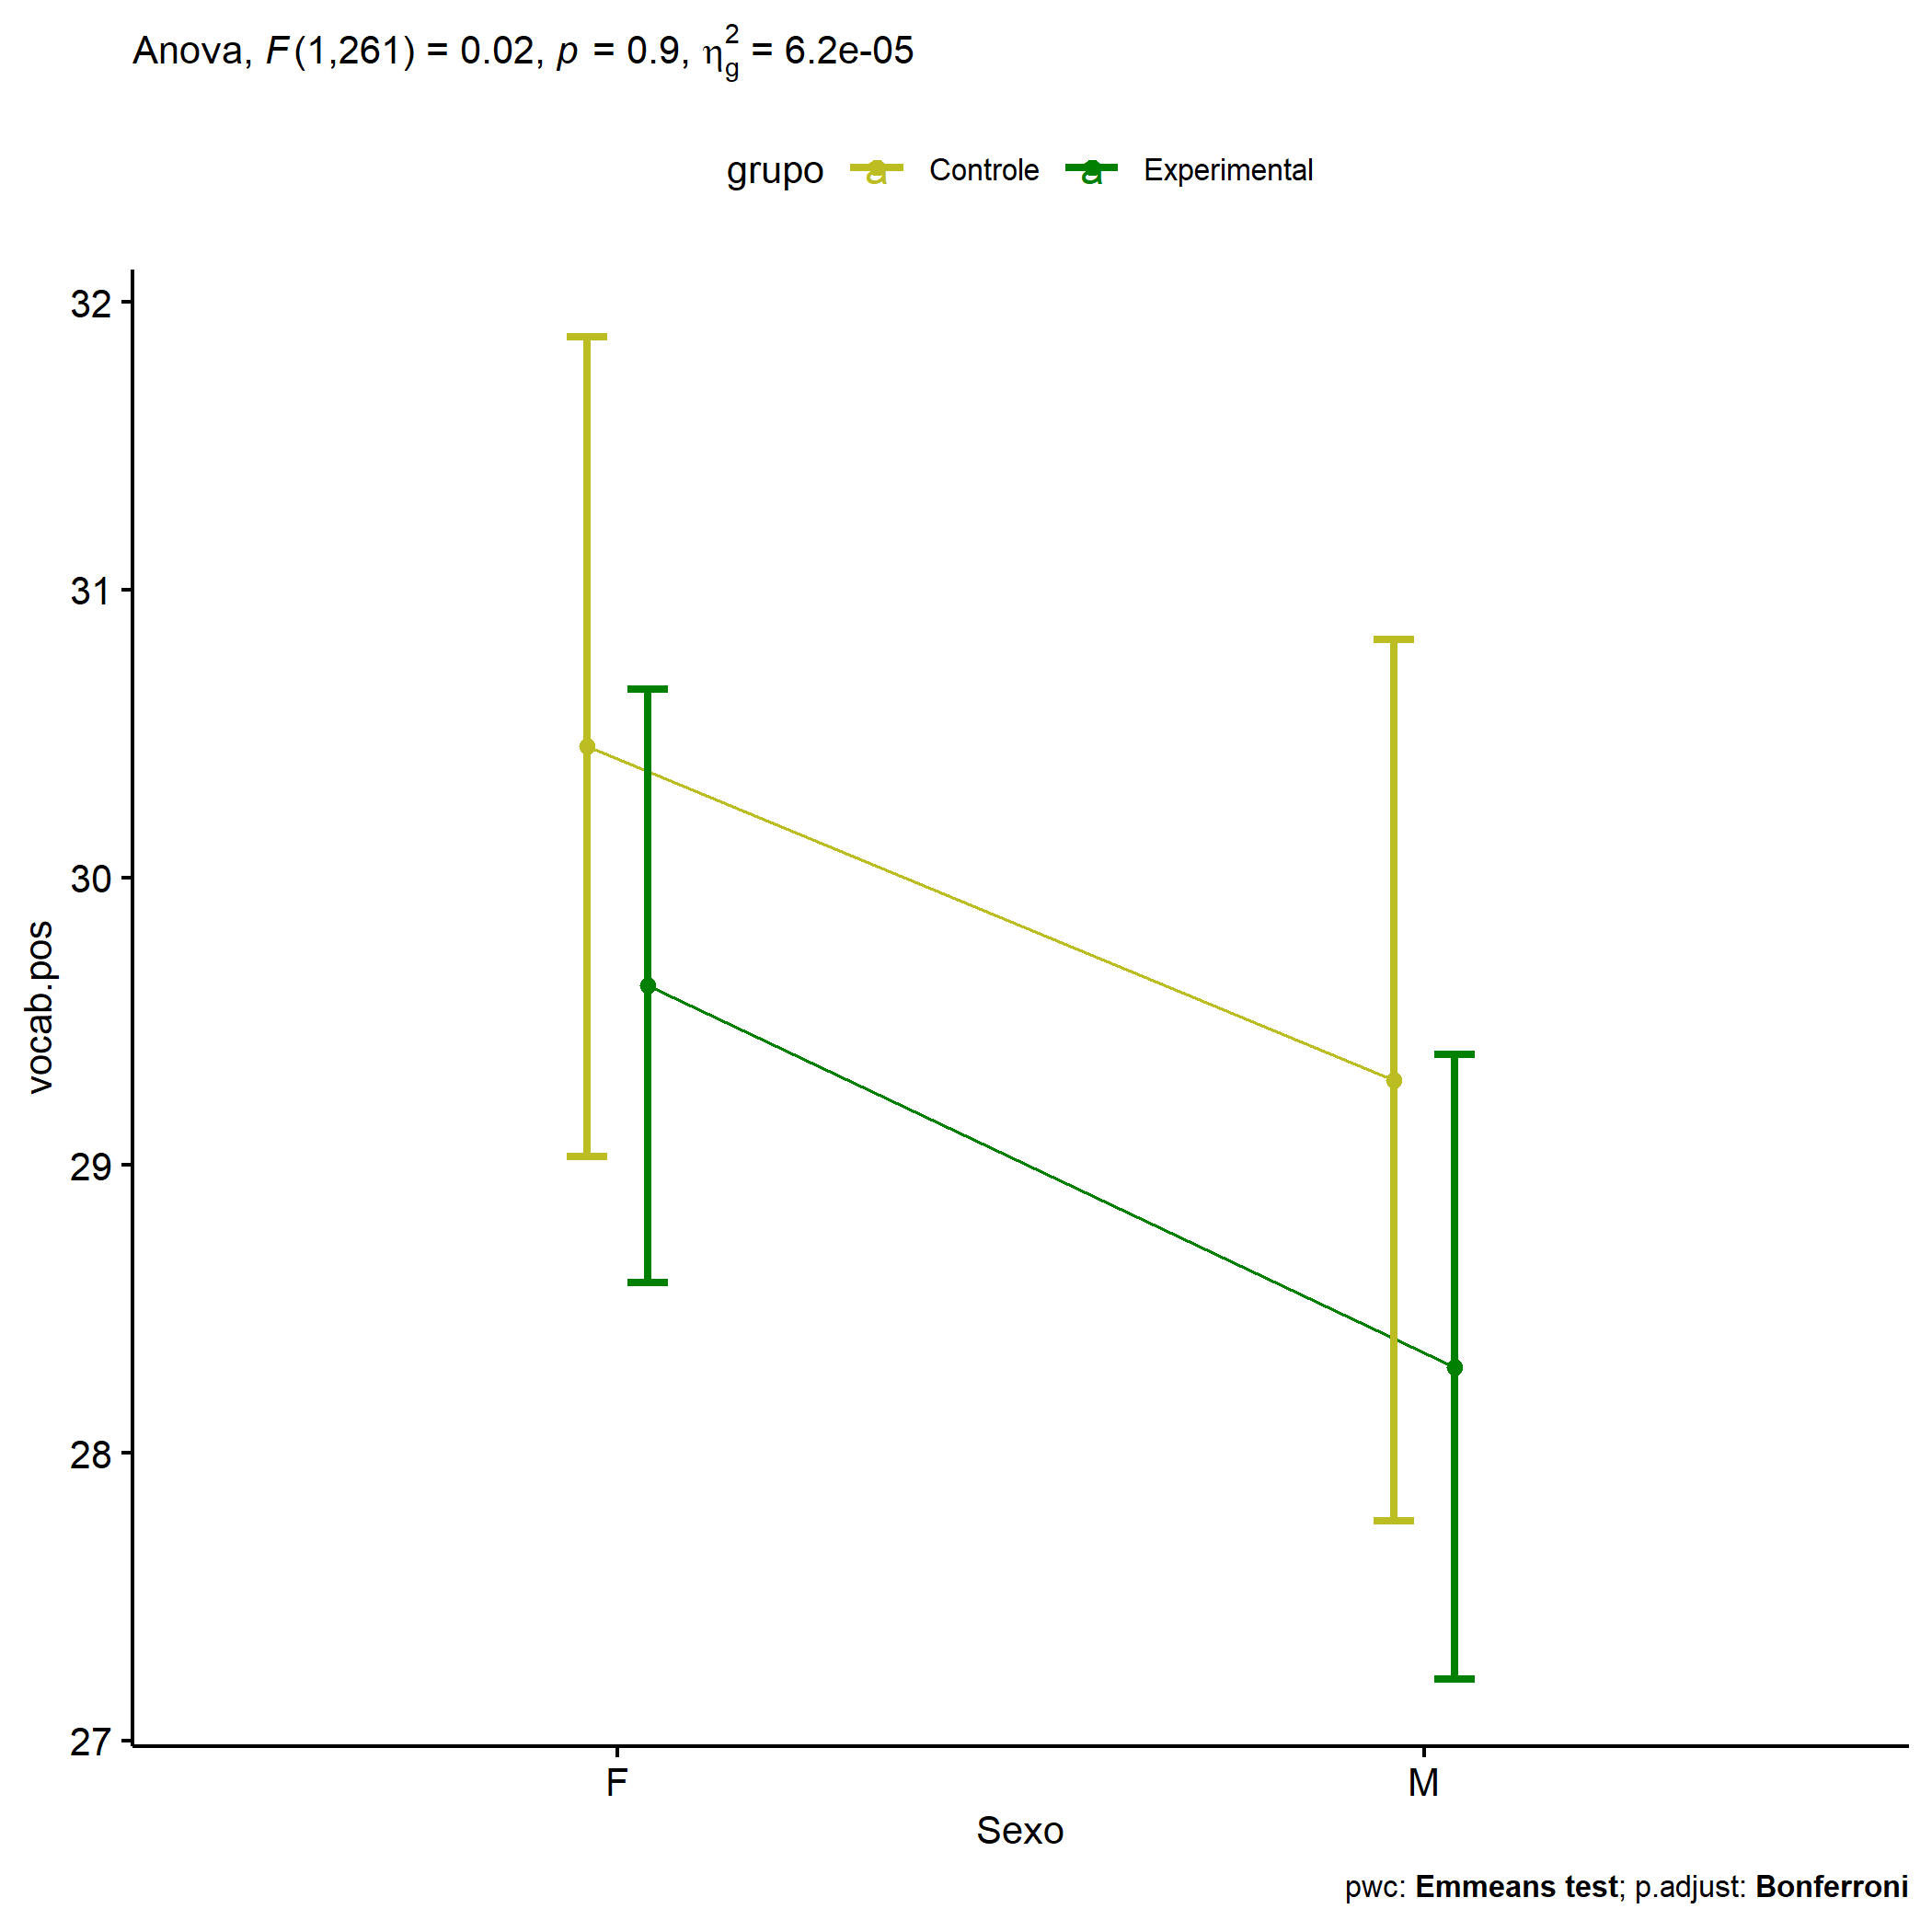 Anova, F(1,261) = 0.02, p = 0.9, η²g = 6.2e-05
grupo a Controle a Experimental
32
31
30
29
28
27
vocab.pos
F M
Sexo
pwc: Emmeans test; p.adjust: Bonferroni